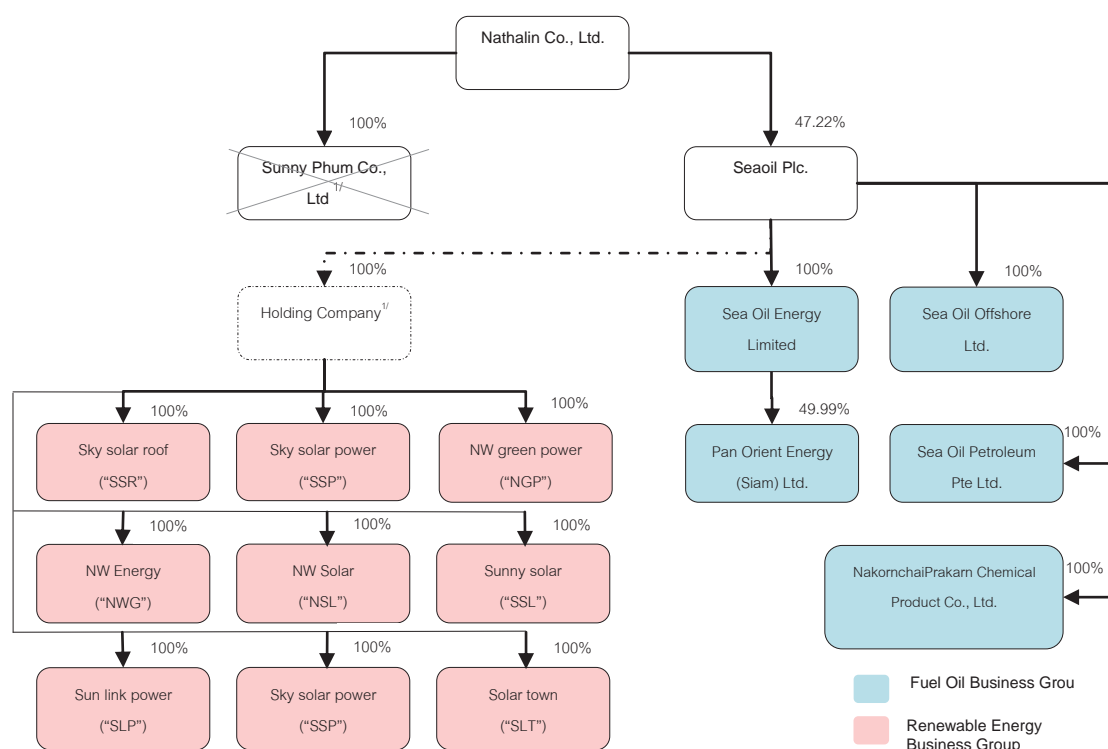 Nathalin Co., Ltd.
100%
47.22%
Sunny Phum Co.,
Ltd 1/
Seaoil Plc.
100%
100%
100%
Holding Company1/
Sea Oil Energy
Limited
Sea Oil Offshore
Ltd.
100%
100%
100%
49.99%
Sky solar roof
("SSR")
Sky solar power
("SSP")
NW green power
("NGP")
Pan Orient Energy
(Siam) Ltd.
Sea Oil Petroleum
Pte Ltd.
100%
100%
100%
100%
NW Energy
("NWG")
NW Solar
("NSL")
Sunny solar
("SSL")
NakornchaiPrakarn Chemical
Product Co., Ltd.
100%
100%
100%
100%
Sun link power
("SLP")
Sky solar power
("SSP")
Solar town
("SLT")
Fuel Oil Business Grou
Renewable Energy
Business Group